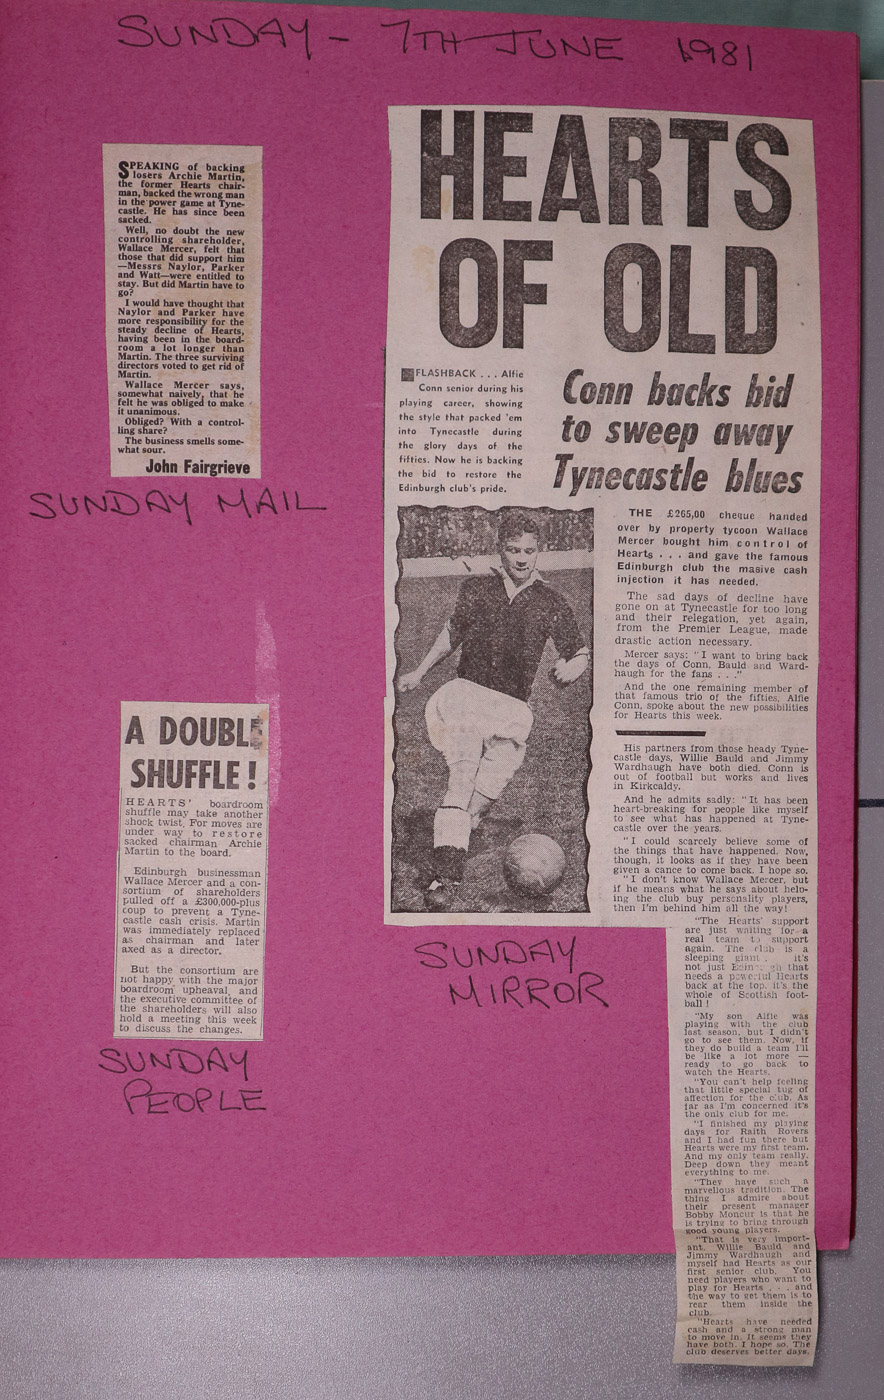 SUNDAY - 7TH JUNE 1981
SPEAKING of backing
losers Archie Martin,
the former Hearts chair-
man, backed the wrong man
in the power game at Tyne-
castle. He has since been
sacked.
Well, no doubt the new
controlling shareholder,
Wallace Mercer, felt that
those that did support him
—Messrs Naylor, Parker
and Watt—were entitled to
stay. But did Martin have to
go?
I would have thought that
Naylor and Parker have
more responsibility for the
steady decline of Hearts,
having been in the board-
room a lot longer than
Martin. The three surviving
directors voted to get rid of
Martin.
Wallace Mercer says,
somewhat naively, that he
felt he was obliged to make
it unanimous.
Obliged? With a control-
ling share?
The business smells some-
what sour.
John Fairgrieve
SUNDAY MAIL
A DOUBLE
SHUFFLE!
HEARTS' boardroom
shuffle may take another
shock twist. For moves are
under way to restore
sacked chairman Archie
Martin to the board.
Edinburgh businessman
Wallace Mercer and a con-
sortium of shareholders
pulled off a £300,000-plus
coup to prevent a Tyne-
castle cash crisis. Martin
was immediately replaced
as chairman and later
axed as a director.
But the consortium are
not happy with the major
boardroom upheaval, and
the executive committee of
the shareholders will also
hold a meeting this week
to discuss the changes.
SUNDAY
PEOPLE
HEARTS
OF OLD
FLASHBACK . . . Alfie
Conn senior during his
playing career, showing
the style that packed 'em
into Tynecastle during
the glory days of the
fifties. Now he is backing
the bid to restore the
Edinburgh club's pride.
Conn backs bid
to sweep away
Tynecastle blues
THE £265,00 cheque handed
over by property tycoon Wallace
Mercer bought him control of
Hearts . . . and gave the famous
Edinburgh club the masive cash
injection it has needed.
The sad days of decline have
gone on at Tynecastle for too long
and their relegation, yet again,
from the Premier League, made
drastic action necessary.
Mercer says: "I want to bring back
the days of Conn, Bauld and Ward-
haugh for the fans . . ."
And the one remaining member of
that famous trio of the fifties, Alfie
Conn, spoke about the new possibilities
for Hearts this week.
His partners from those heady Tyne-
castle days, Willie Bauld and Jimmy
Wardhaugh have both died. Conn is
out of football but works and lives
in Kirkcaldy.
And he admits sadly: "It has been
heart-breaking for people like myself
to see what has happened at Tyne-
castle over the years.
"I could scarcely believe some of
the things that have happened. Now,
though, it looks as if they have been
given a cance to come back. I hope so.
"I don't know Wallace Mercer, but
if he means what he says about helo-
ing the club buy personality players,
then I'm behind him all the way!
"The Hearts' support
are just waiting for a
real team to support
again. The club is a
sleeping giant . it's
not just that
needs a powerful Hearts
back at the top, it's the
whole of Scottish foot-
ball!
"My son Alfie was
playing with the club
last season, but I didn't
go to see them. Now, if
they do build a team I'll
be like a lot more —
ready to go back to
watch the Hearts.
"You can't help feeling
that little special tug of
affection for the club. As
far as I'm concerned it's
the only club for me.
"I finished my playing
days for Raith Rovers
and I had fun there but
Hearts were my first team.
And my only team really.
Deep down they meant
everything to me.
"They have such a
marvellous tradition. The
thing I admire about
their present manager
Bobby Moncur is that he
is trying to bring through
good young players.
"That is very import-
ant. Willie Bauld and
Jimmy Wardhaugh and
myself had Hearts as our
first senior club. You
need players who want to
play for Hearts . . . and
the way to get them is to
rear them inside the
club.
"Hearts have needed
cash and a strong man
to move in. It seems they
have both. I hope so. The
club deserves better days.
SUNDAY
MIRROR